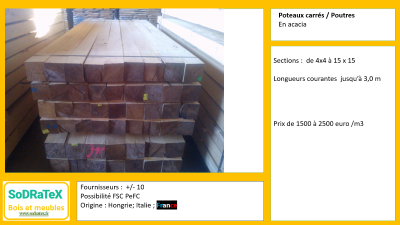 Poteaux carrés / Poutres
En acacia
Sections : de 4x4 à 15 x 15
Longueurs courantes jusqu'à 3,0 m
Prix de 1500 à 2500 euro /m3
SoDRaTeX
Bois et meubles
www.sodratex.fr
Fournisseurs : +/- 10
Possibilité FSC PeFC
Origine : Hongrie; Italie ; France